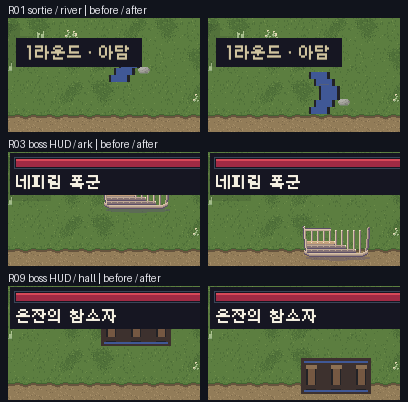 R01 sortie / river | before / after
1라운드 · 아담
1라운드 · 아담
R03 boss HUD / ark | before / after
네피림 폭군
네피림 폭군
R09 boss HUD / hall | before / after
은잔의 참소자
은잔의 참소자